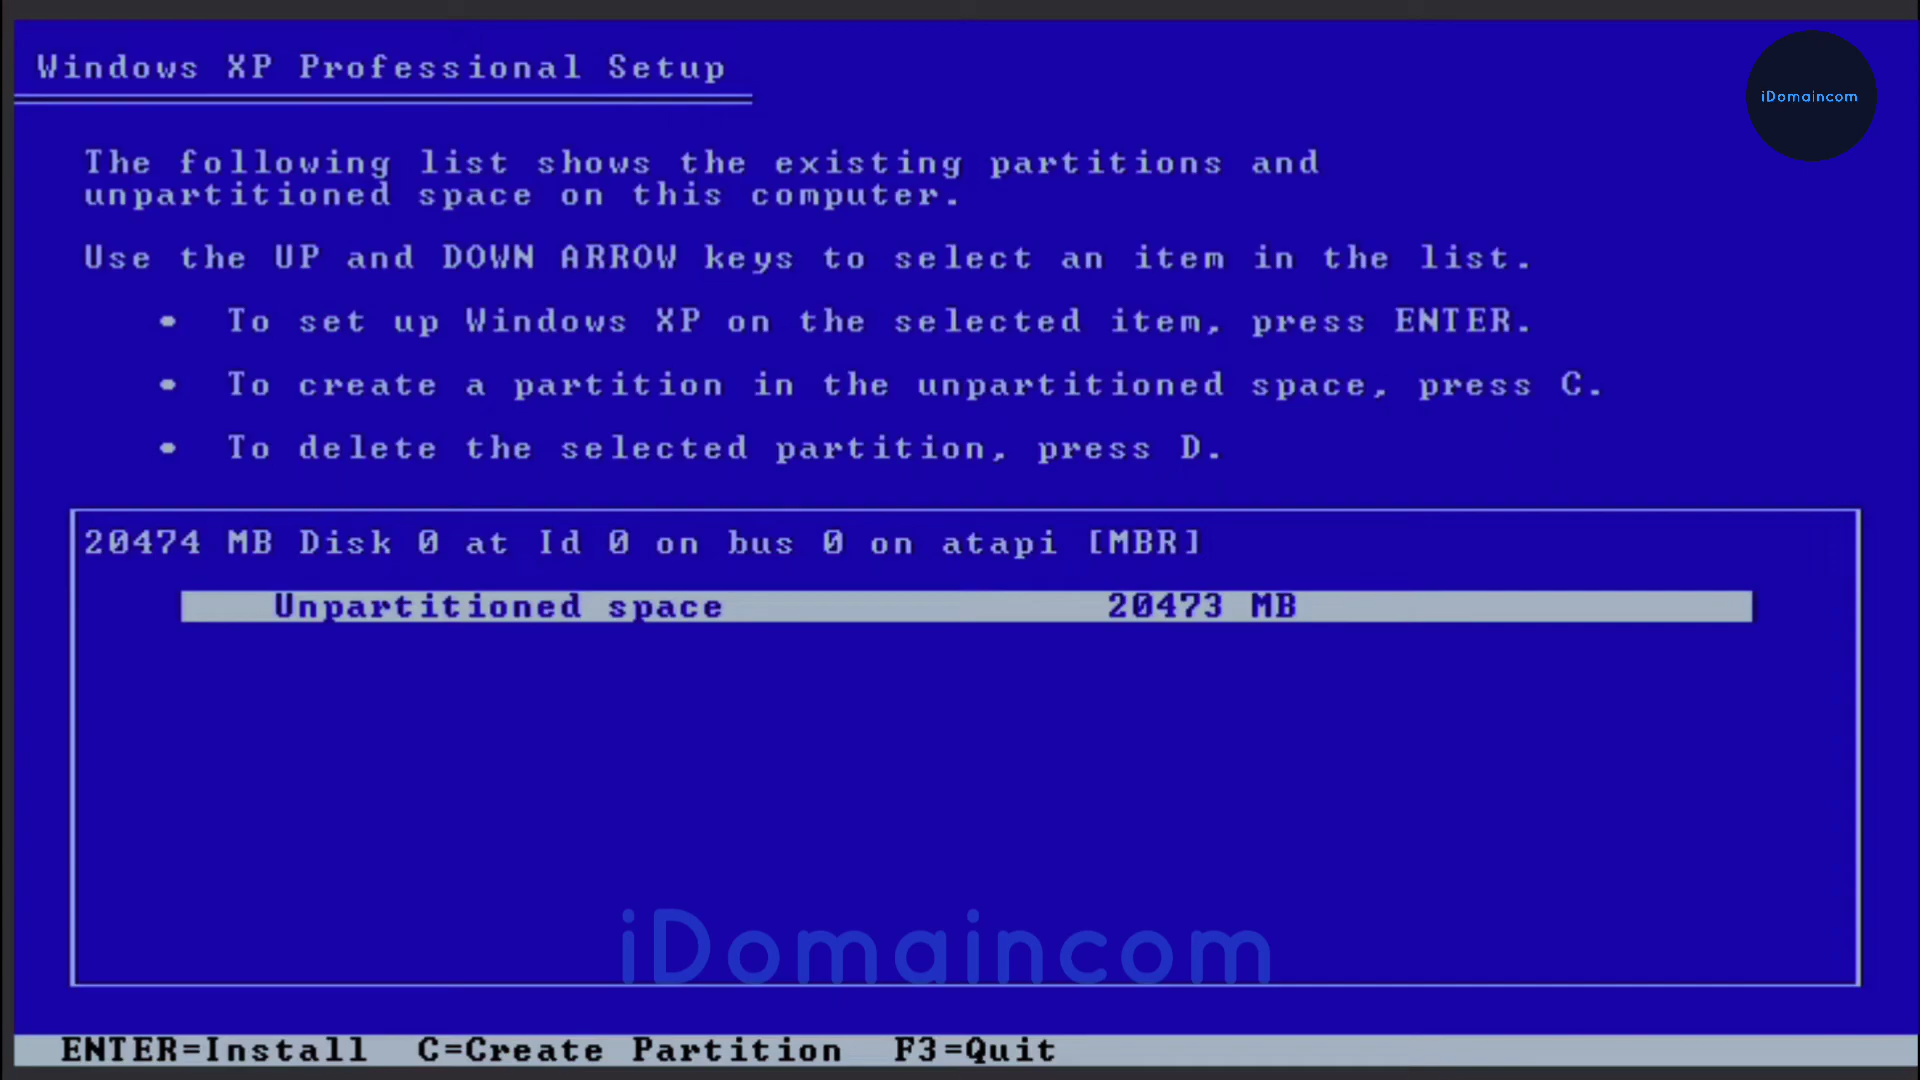 Windows XP Professional Setup
iDomaincom
The following list shows the existing partitions and
unpartitioned space on this computer.
Use the UP and DOWN ARROW keys to select an item in the list.
• To set up Windows XP on the selected item, press ENTER.
• To create a partition in the unpartitioned space, press C.
• To delete the selected partition, press D.
20474 MB Disk 0 at Id 0 on bus 0 on atapi [MBR]
Unpartitioned space 20473 MB
iDomaincom
ENTER=Install C=Create Partition F3=Quit